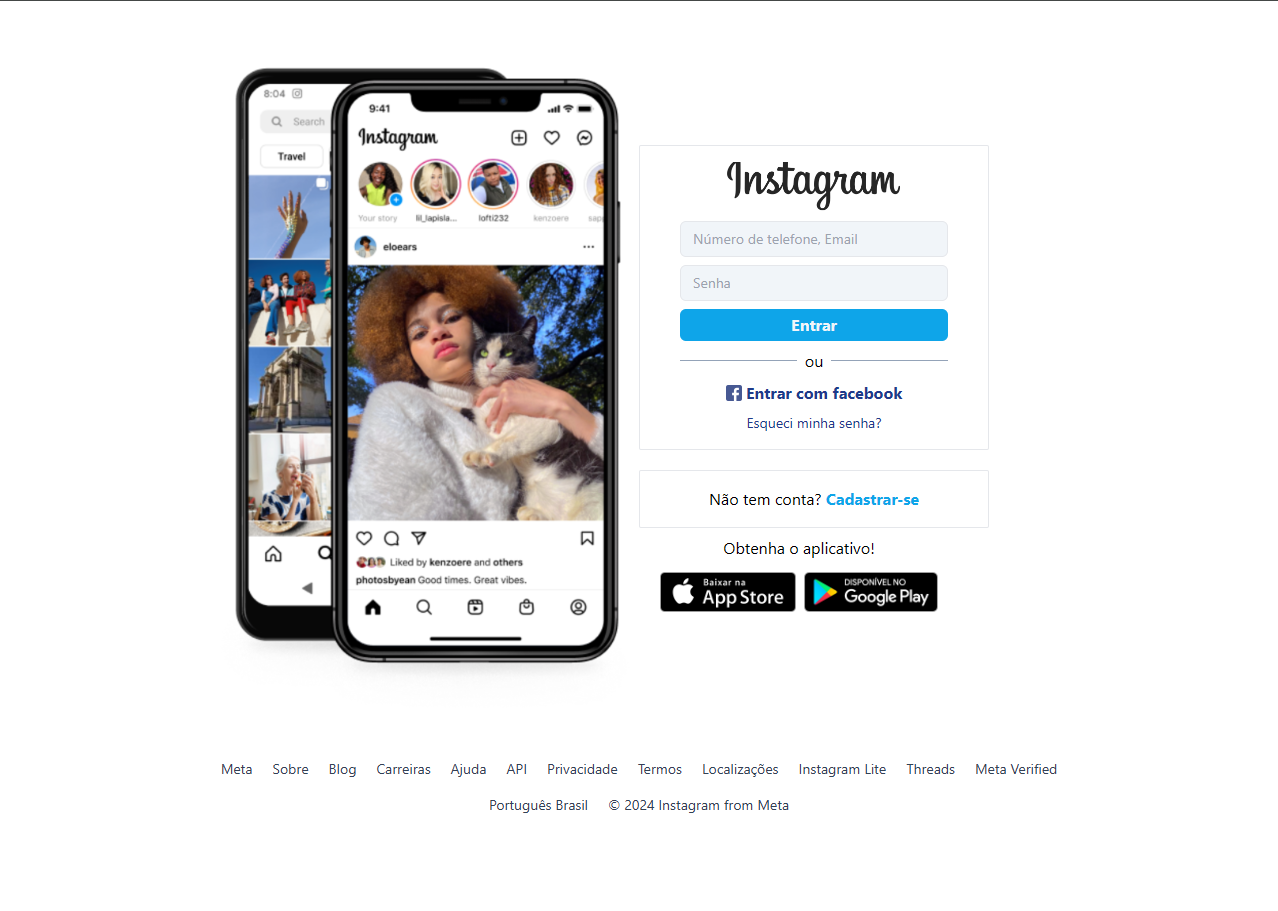 8:04
Search
Travel
9:41
Instagram
Your story
lil_lapisla...
lofti232
kenzoere
sap
eloears
Liked by kenzoere and others
photosbyean Good times. Great vibes.
Instagram
Número de telefone, Email
Senha
Entrar
ou
Entrar com facebook
Esqueci minha senha?
Não tem conta? Cadastrar-se
Obtenha o aplicativo!
Baixar na
App Store
DISPONÍVEL NO
Google Play
Meta Sobre Blog Carreiras Ajuda API Privacidade Termos Localizações Instagram Lite Threads Meta Verified
Português Brasil © 2024 Instagram from Meta